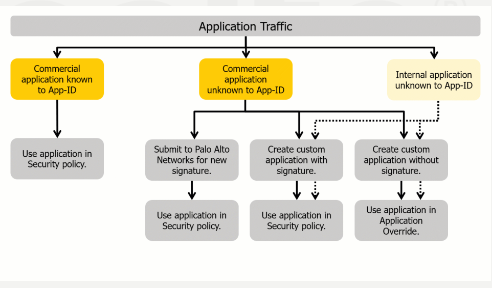 Application Traffic
Commercial
application known
to App-ID
Commercial
application
unknown to App-ID
Internal application
unknown to App-ID
Use application in
Security policy.
Submit to Palo Alto
Networks for new
signature.
Create custom
application with
signature.
Create custom
application without
signature.
Use application in
Security policy.
Use application in
Security policy.
Use application in
Application
Override.